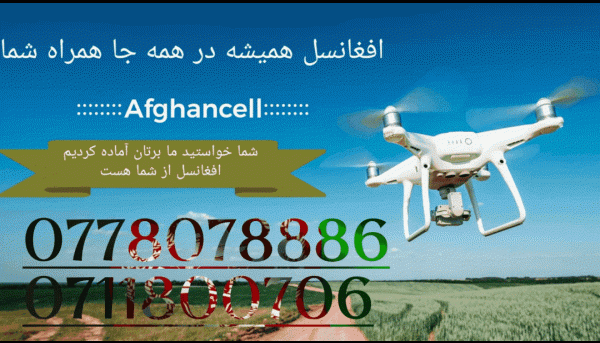 افغانسل همیشه در همه جا همراه شما
::::::::Afghancell::::::::
شما خواستید ما برتان آماده کردیم
افغانسل از شما هست
0778078886
0711800706